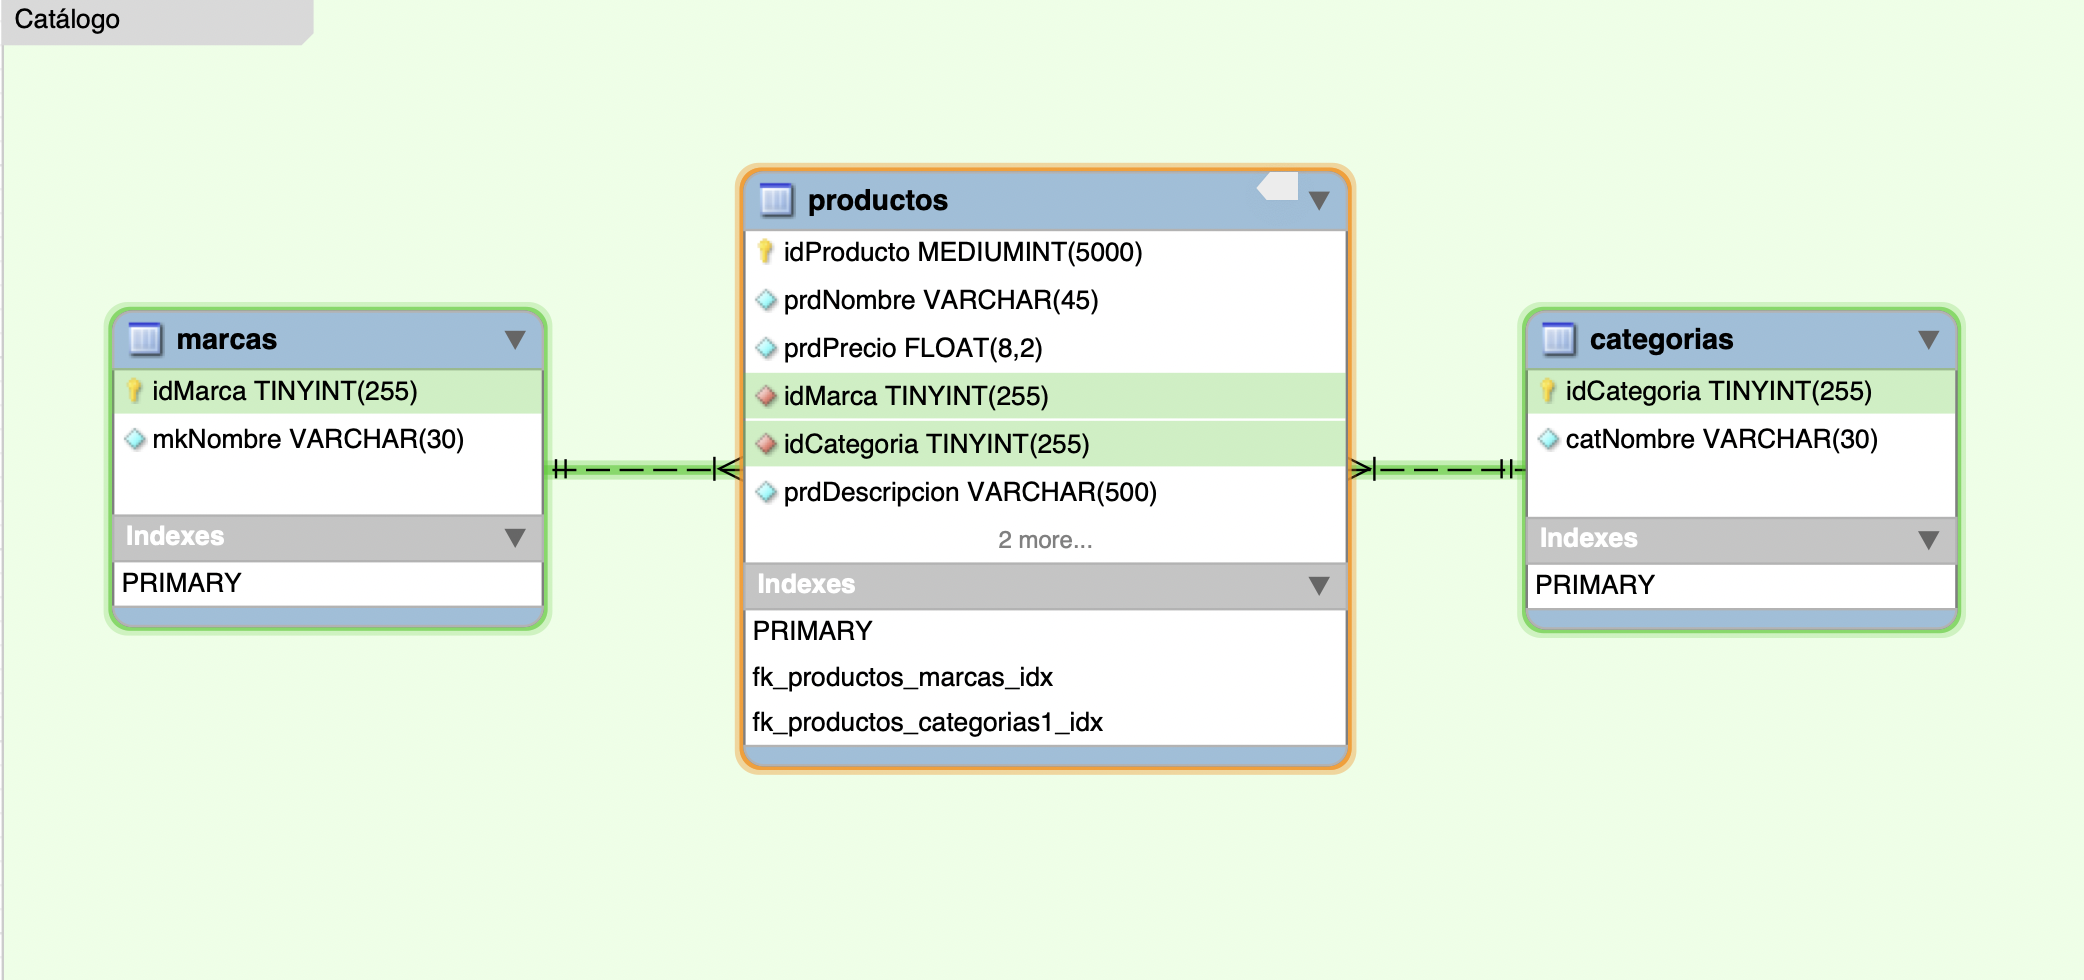 Catálogo
marcas
idMarca TINYINT(255)
mkNombre VARCHAR(30)
Indexes
PRIMARY
productos
idProducto MEDIUMINT(5000)
prdNombre VARCHAR(45)
prdPrecio FLOAT(8,2)
idMarca TINYINT(255)
idCategoria TINYINT(255)
prdDescripcion VARCHAR(500)
2 more...
Indexes
PRIMARY
fk_productos_marcas_idx
fk_productos_categorias1_idx
categorias
idCategoria TINYINT(255)
catNombre VARCHAR(30)
Indexes
PRIMARY